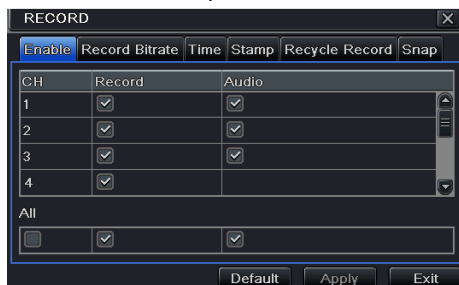 RECORD
Enable Record Bitrate Time Stamp Recycle Record Snap
CH Record Audio
1
2
3
4
All
Default Apply Exit